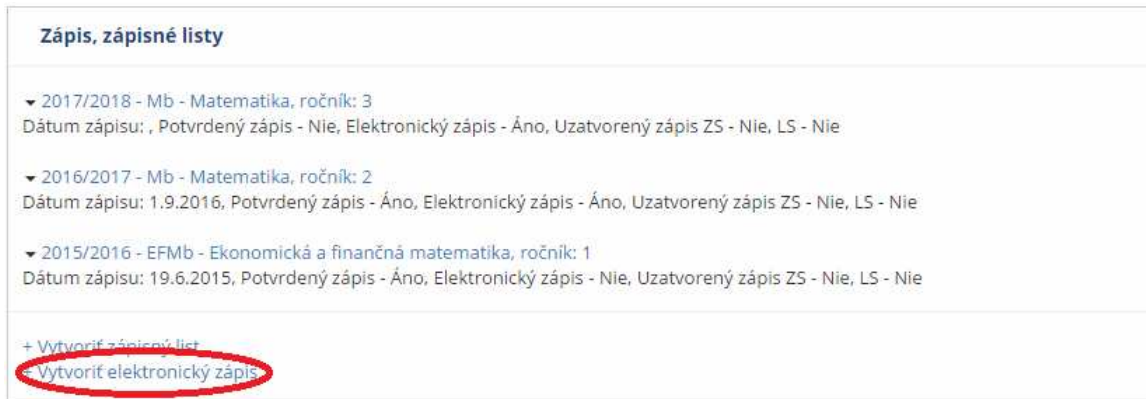 Zápis, zápisné listy
2017/2018 - Mb - Matematika, ročník: 3
Dátum zápisu: , Potvrdený zápis - Nie, Elektronický zápis - Áno, Uzatvorený zápis ZS - Nie, LS - Nie
2016/2017 - Mb - Matematika, ročník: 2
Dátum zápisu: 1.9.2016, Potvrdený zápis - Áno, Elektronický zápis - Áno, Uzatvorený zápis ZS - Nie, LS - Nie
2015/2016 - EFMb - Ekonomická a finančná matematika, ročník: 1
Dátum zápisu: 19.6.2015, Potvrdený zápis - Áno, Elektronický zápis - Nie, Uzatvorený zápis ZS - Nie, LS - Nie
+ Vytvoriť zápisný list
+ Vytvoriť elektronický zápis